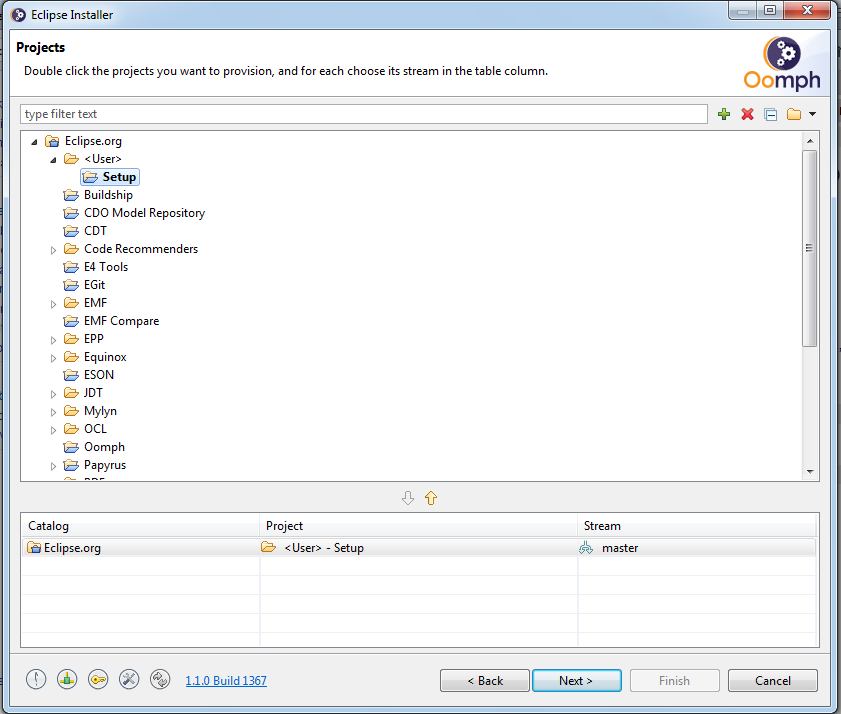 Eclipse Installer
Projects
Double click the projects you want to provision, and for each choose its stream in the table column.
Oomph
type filter text
Eclipse.org
<User>
Setup
Buildship
CDO Model Repository
CDT
Code Recommenders
E4 Tools
EGit
EMF
EMF Compare
EPP
Equinox
ESON
JDT
Mylyn
OCL
Oomph
Papyrus
Catalog Project Stream
Eclipse.org <User> - Setup master
1.1.0 Build 1367 < Back Next > Finish Cancel